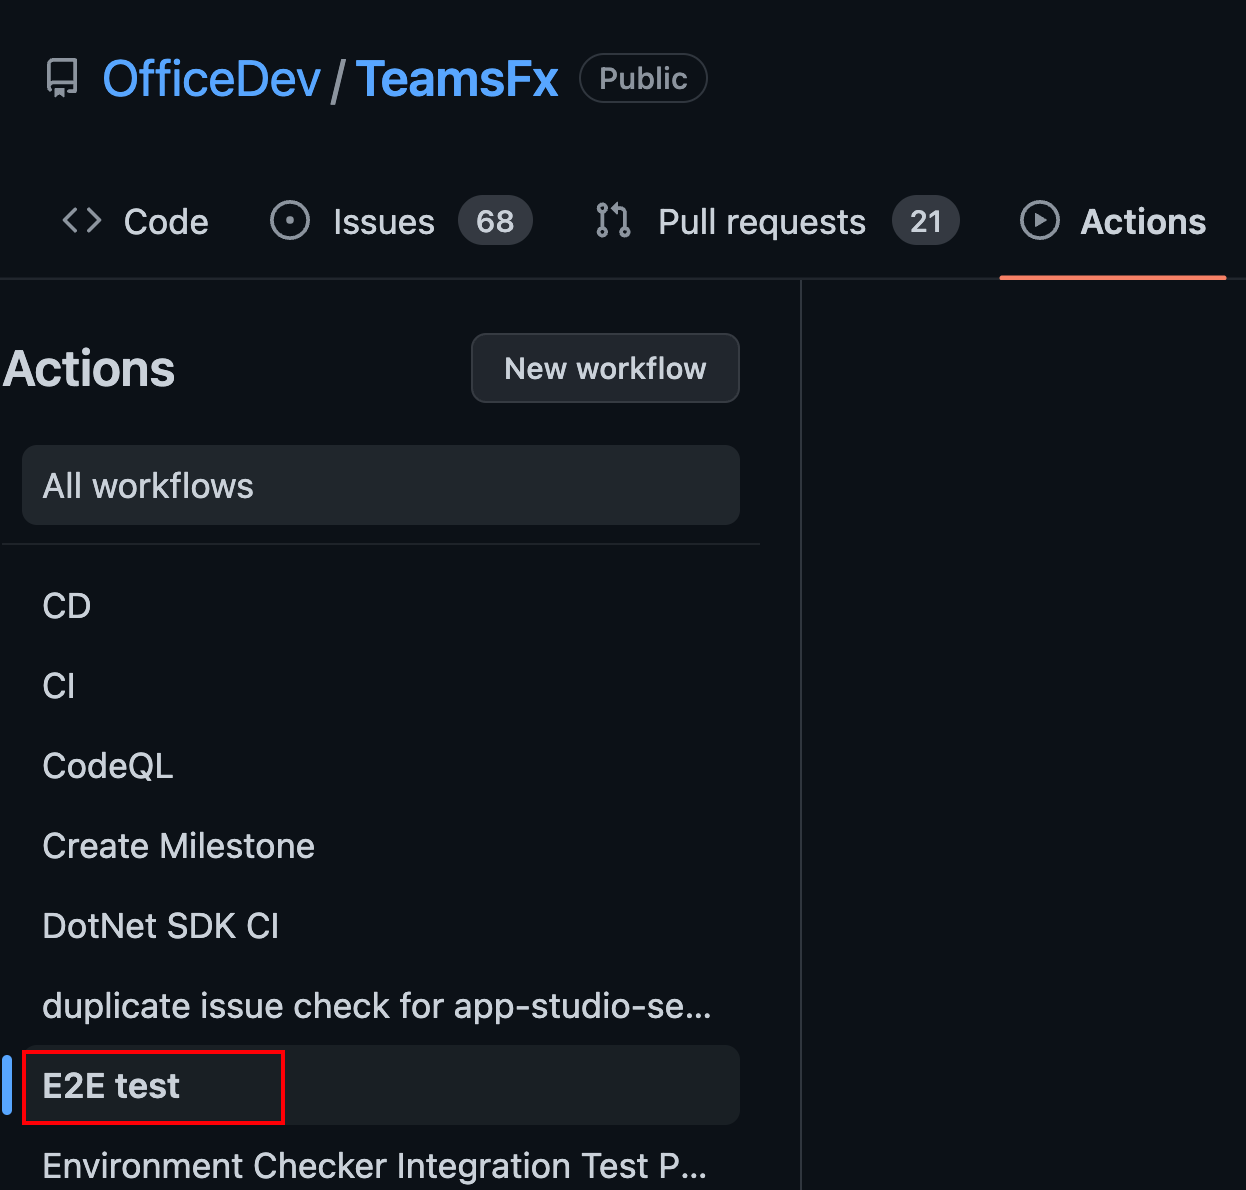 OfficeDev / TeamsFx Public
Code Issues 68 Pull requests 21 Actions
Actions New workflow
All workflows
CD
CI
CodeQL
Create Milestone
DotNet SDK CI
duplicate issue check for app-studio-se...
E2E test
Environment Checker Integration Test P...